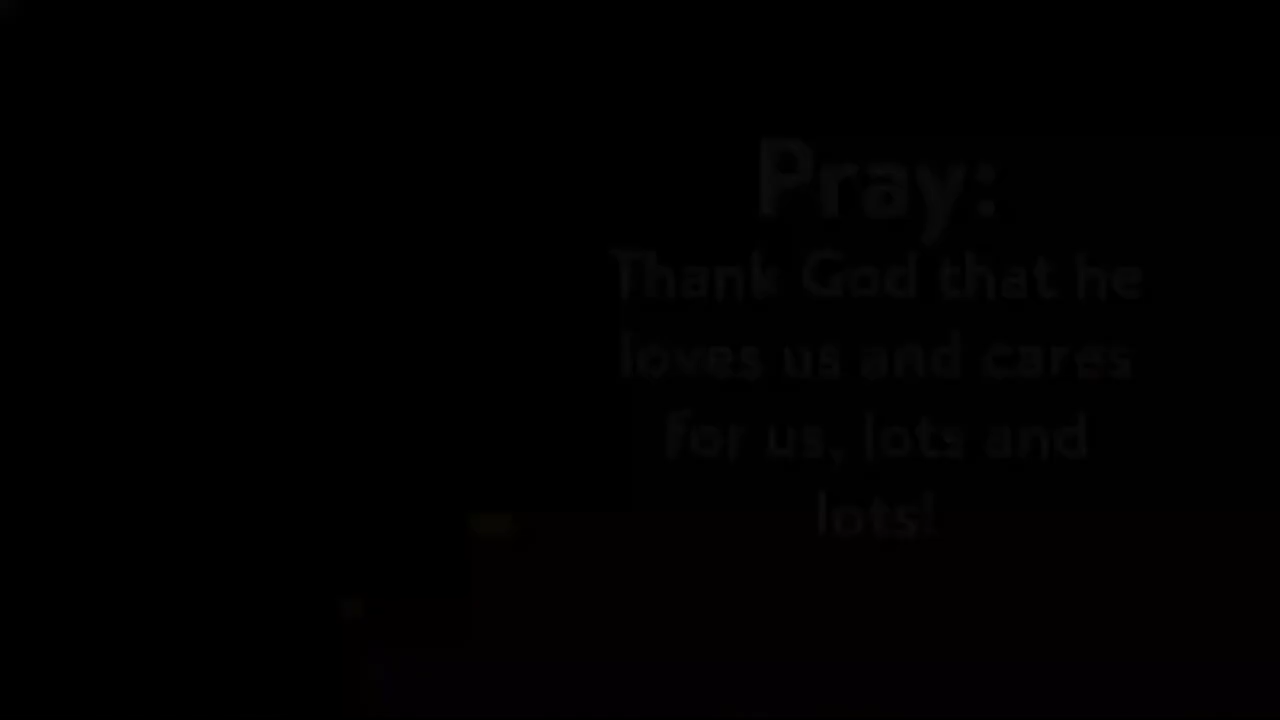 Pray:
Thank God that he
loves us and cares
for us, lots and
lots!